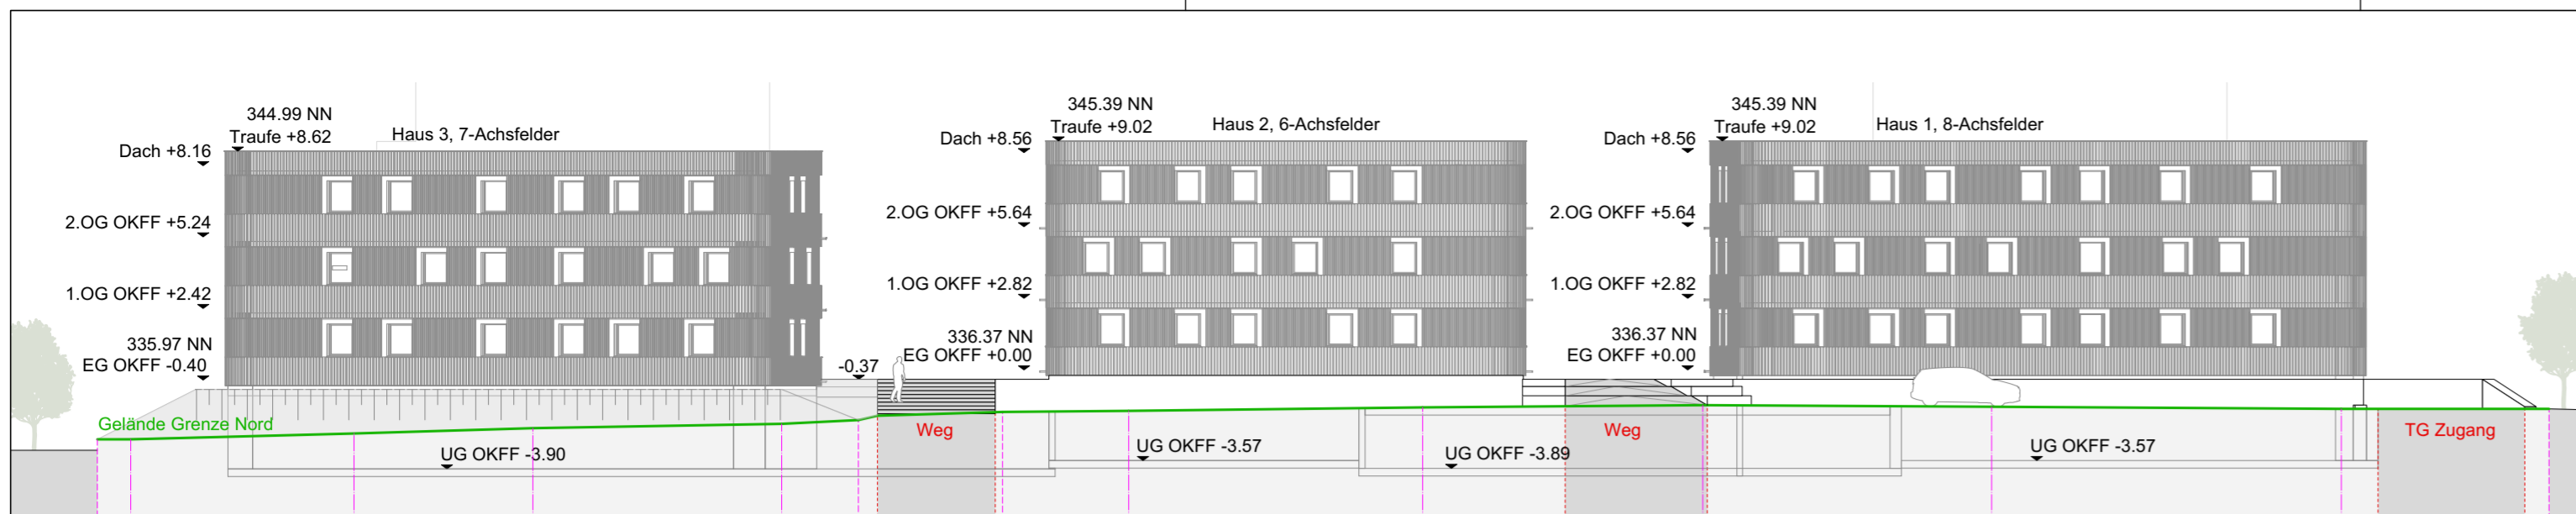 344.99 NN
Traufe +8.62
Haus 3, 7-Achsfelder
Dach +8.16
2.OG OKFF +5.24
1.OG OKFF +2.42
335.97 NN
EG OKFF -0.40
-0.37
Gelände Grenze Nord
UG OKFF -3.90
Weg
345.39 NN
Traufe +9.02
Haus 2, 6-Achsfelder
Dach +8.56
2.OG OKFF +5.64
1.OG OKFF +2.82
336.37 NN
EG OKFF +0.00
UG OKFF -3.57
UG OKFF -3.89
Weg
345.39 NN
Traufe +9.02
Haus 1, 8-Achsfelder
Dach +8.56
2.OG OKFF +5.64
1.OG OKFF +2.82
336.37 NN
EG OKFF +0.00
UG OKFF -3.57
TG Zugang